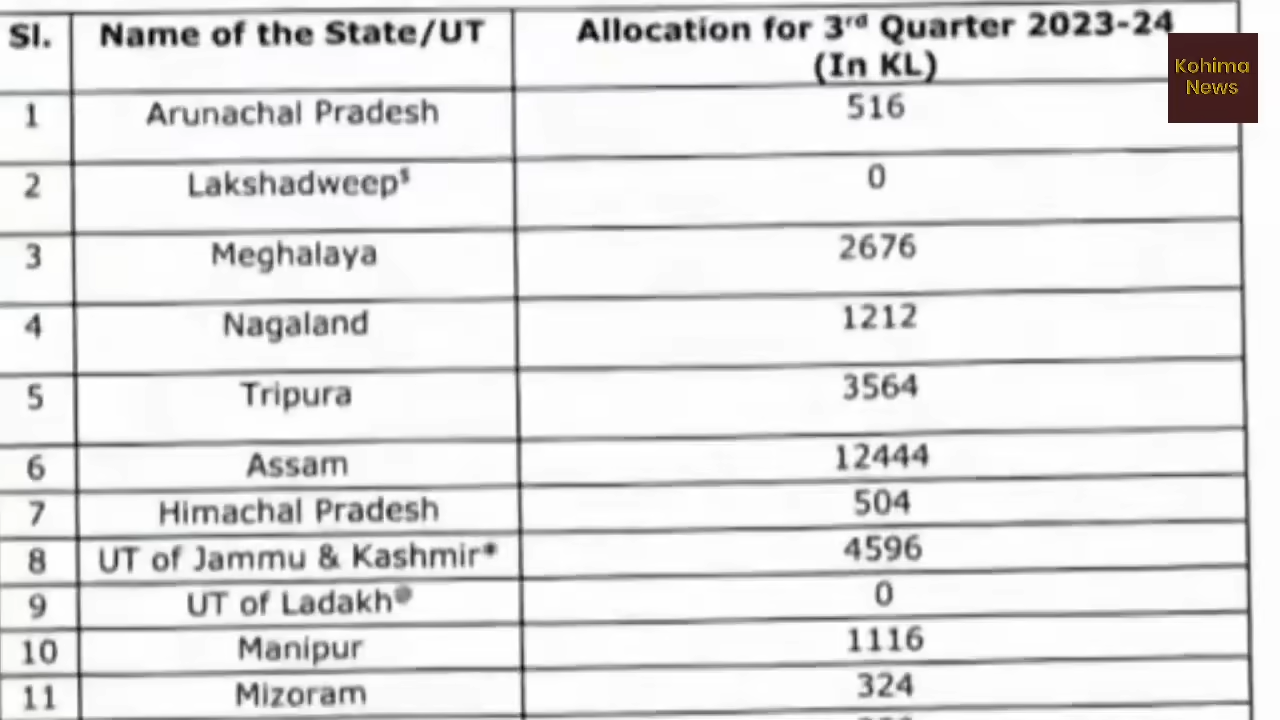 Sl. Name of the State/UT Allocation for 3rd Quarter 2023-24
(In KL)
Kohima
News
1 Arunachal Pradesh 516
2 Lakshadweep$ 0
3 Meghalaya 2676
4 Nagaland 1212
5 Tripura 3564
6 Assam 12444
7 Himachal Pradesh 504
8 UT of Jammu & Kashmir* 4596
9 UT of Ladakh@ 0
10 Manipur 1116
11 Mizoram 324